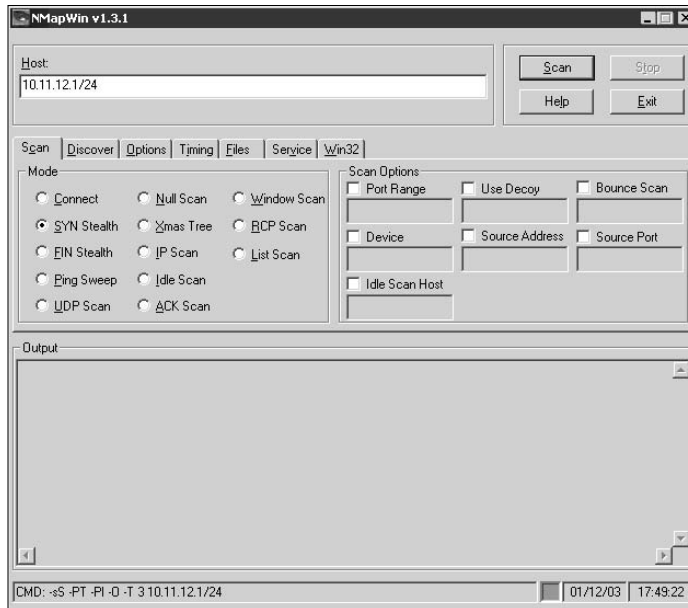 NMapWin v1.3.1
Host:
10.11.12.1/24
Scan
Stop
Help
Exit
Scan Discover Options Timing Files Service Win32
Mode
Connect Null Scan Window Scan
SYN Stealth Xmas Tree RCP Scan
FIN Stealth IP Scan List Scan
Ping Sweep Idle Scan
UDP Scan ACK Scan
Scan Options
Port Range Use Decoy Bounce Scan
Device Source Address Source Port
Idle Scan Host
Output
CMD: -sS -PT -PI -O -T 3 10.11.12.1/24
01/12/03 17:49:22